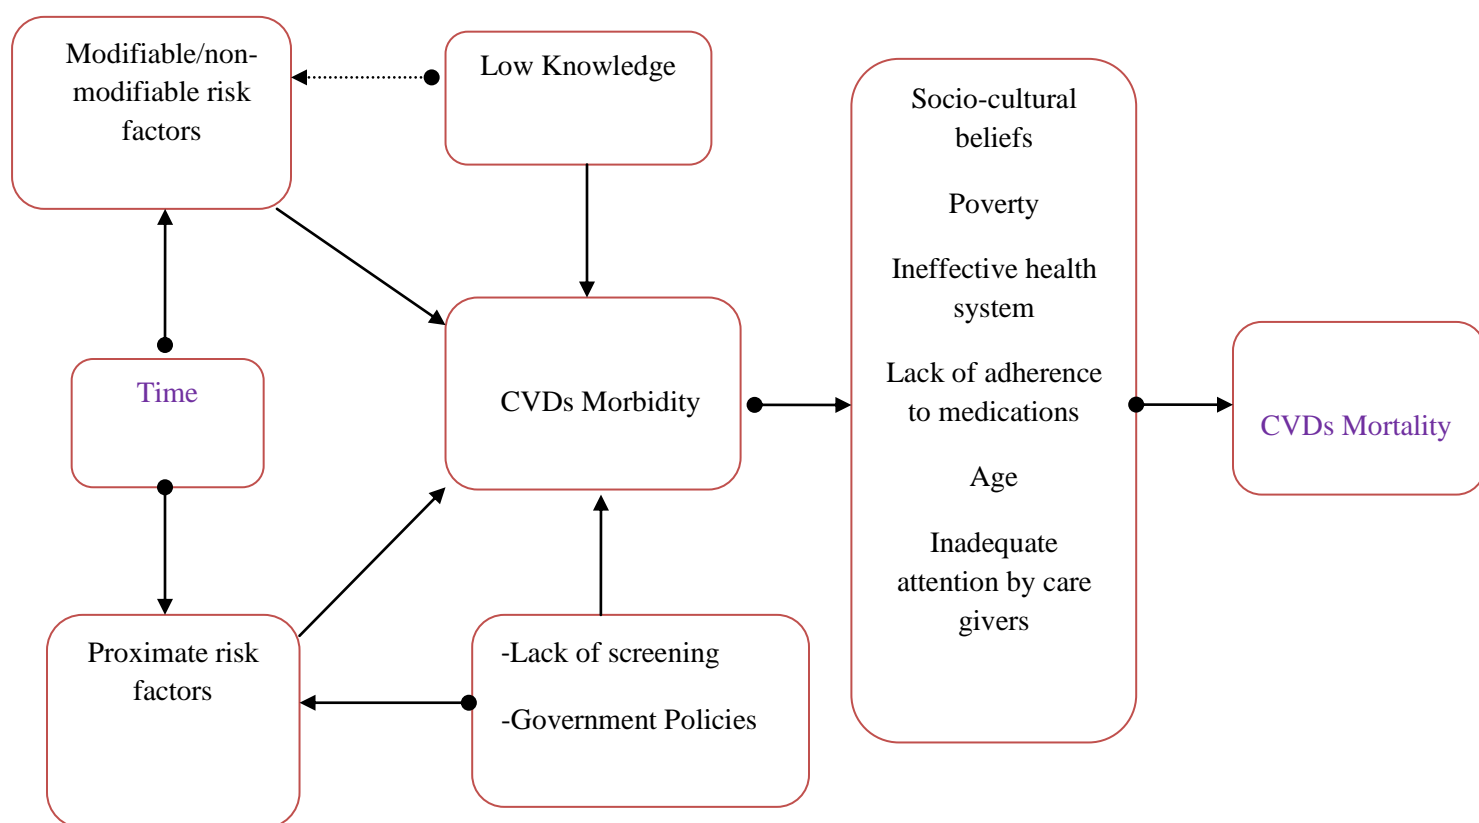 Modifiable/non-
modifiable risk
factors
Low Knowledge
Socio-cultural
beliefs
Poverty
Ineffective health
system
Lack of adherence
to medications
Age
Inadequate
attention by care
givers
Time
CVDs Morbidity
CVDs Mortality
Proximate risk
factors
-Lack of screening
-Government Policies